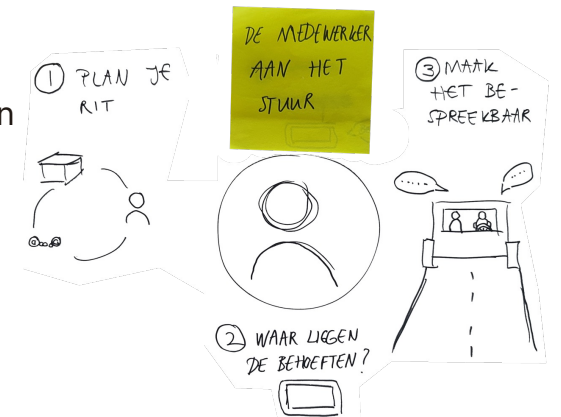 n
DE MEDEWERKER
AAN HET
STUUR
1 PLAN JE
RIT
3 MAAK
HET BE-
SPREEKBAAR
....
....
2 WAAR LIGGEN
DE BEHOEFTEN?